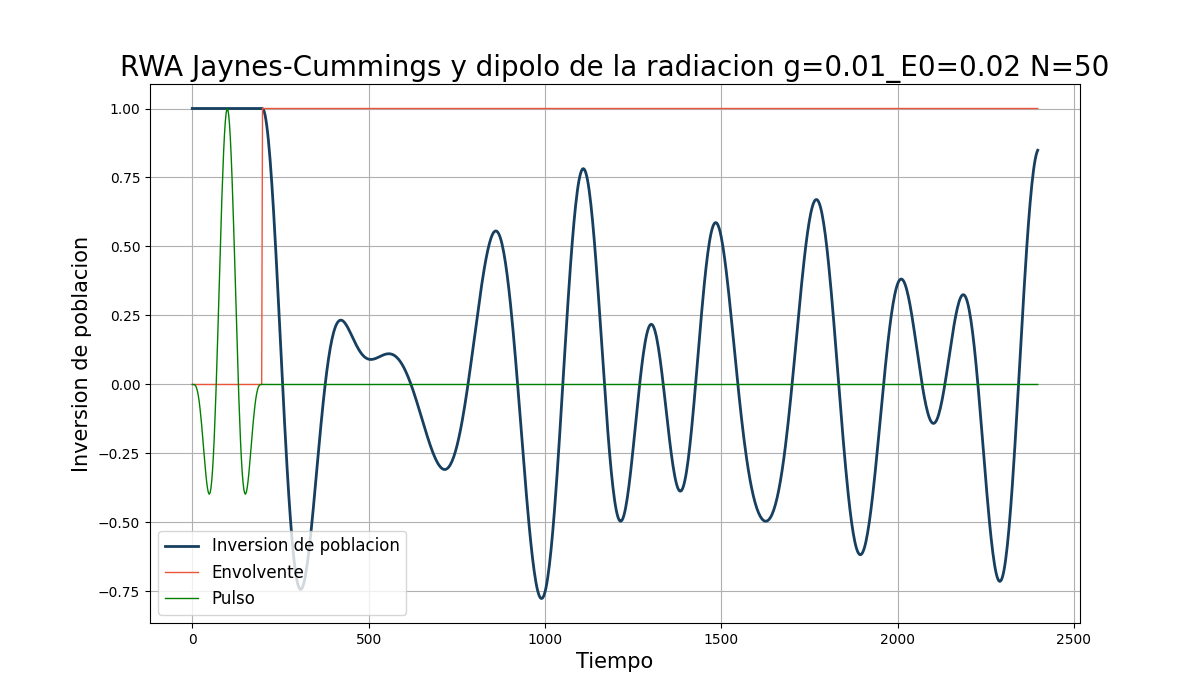 RWA Jaynes-Cummings y dipolo de la radiacion g=0.01_E0=0.02 N=50
Inversion de poblacion
1.00
0.75
0.50
0.25
0.00
−0.25
−0.50
−0.75
Inversion de poblacion
Envolvente
Pulso
0 500 1000 1500 2000 2500
Tiempo